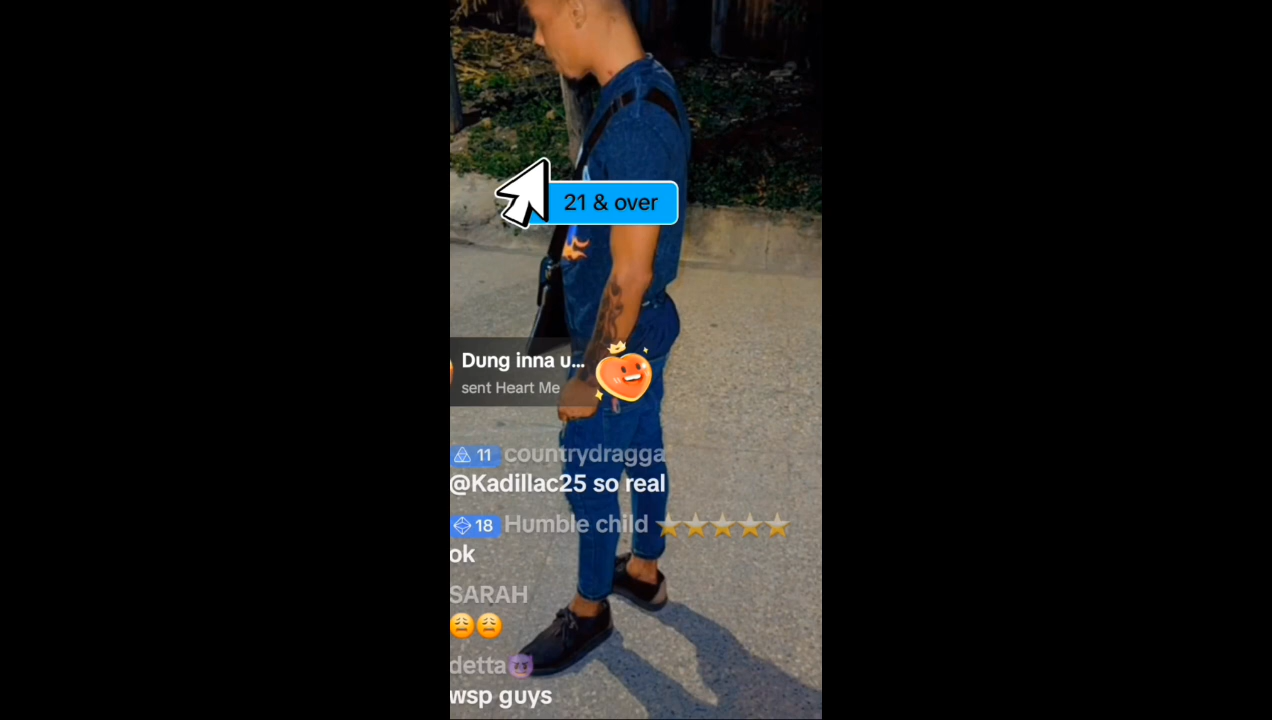 21 & over
Dung inna u...
sent Heart Me
11 countrydragga
@Kadillac25 so real
18 Humble child ⭐⭐⭐⭐⭐
ok
SARAH
😩😩
detta😈
wsp guys